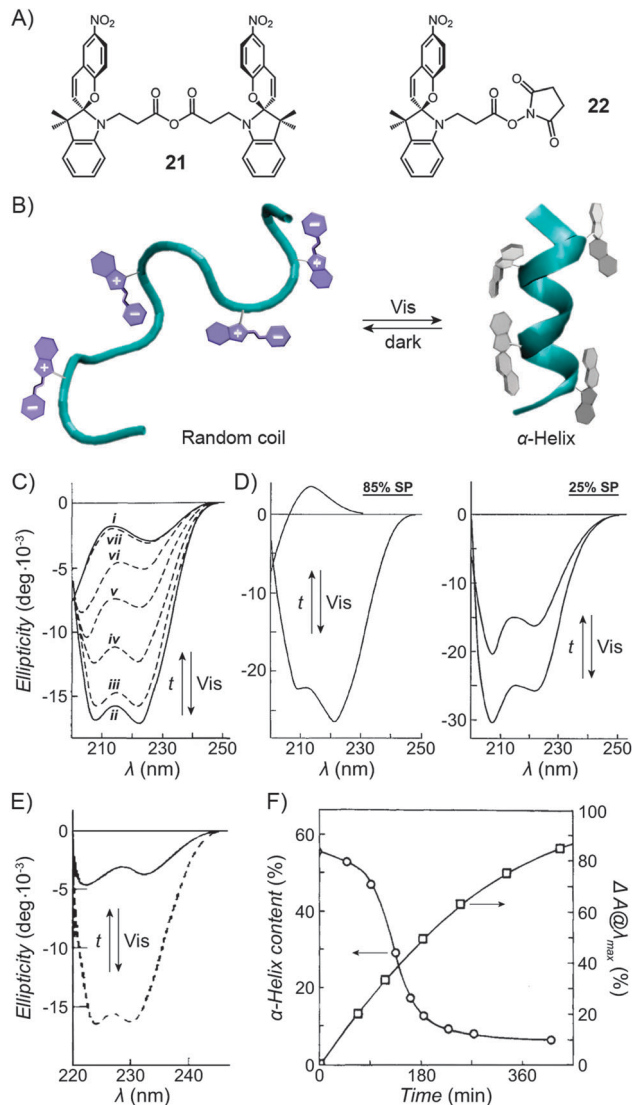 A)
NO₂
NO₂
O
O
O
N
O
N
21
NO₂
O
N
O
O
N
O
O
22
B)
+
−
+
−
+
−
+
−
Vis
dark
Random coil
α-Helix
C)
0
-5
-10
-15
Ellipticity (deg·10⁻³)
i
vii
vi
v
iv
iii
ii
t
Vis
210
230
250
λ (nm)
D)
85% SP
0
-10
-20
t
Vis
210
230
250
λ (nm)
25% SP
0
-10
-20
-30
t
Vis
210
230
250
λ (nm)
E)
0
-5
-10
-15
Ellipticity (deg·10⁻³)
t
Vis
220
230
240
λ (nm)
F)
60
40
20
0
α-Helix content (%)
100
80
60
40
20
0
Δ A@λmax (%)
0
180
360
Time (min)